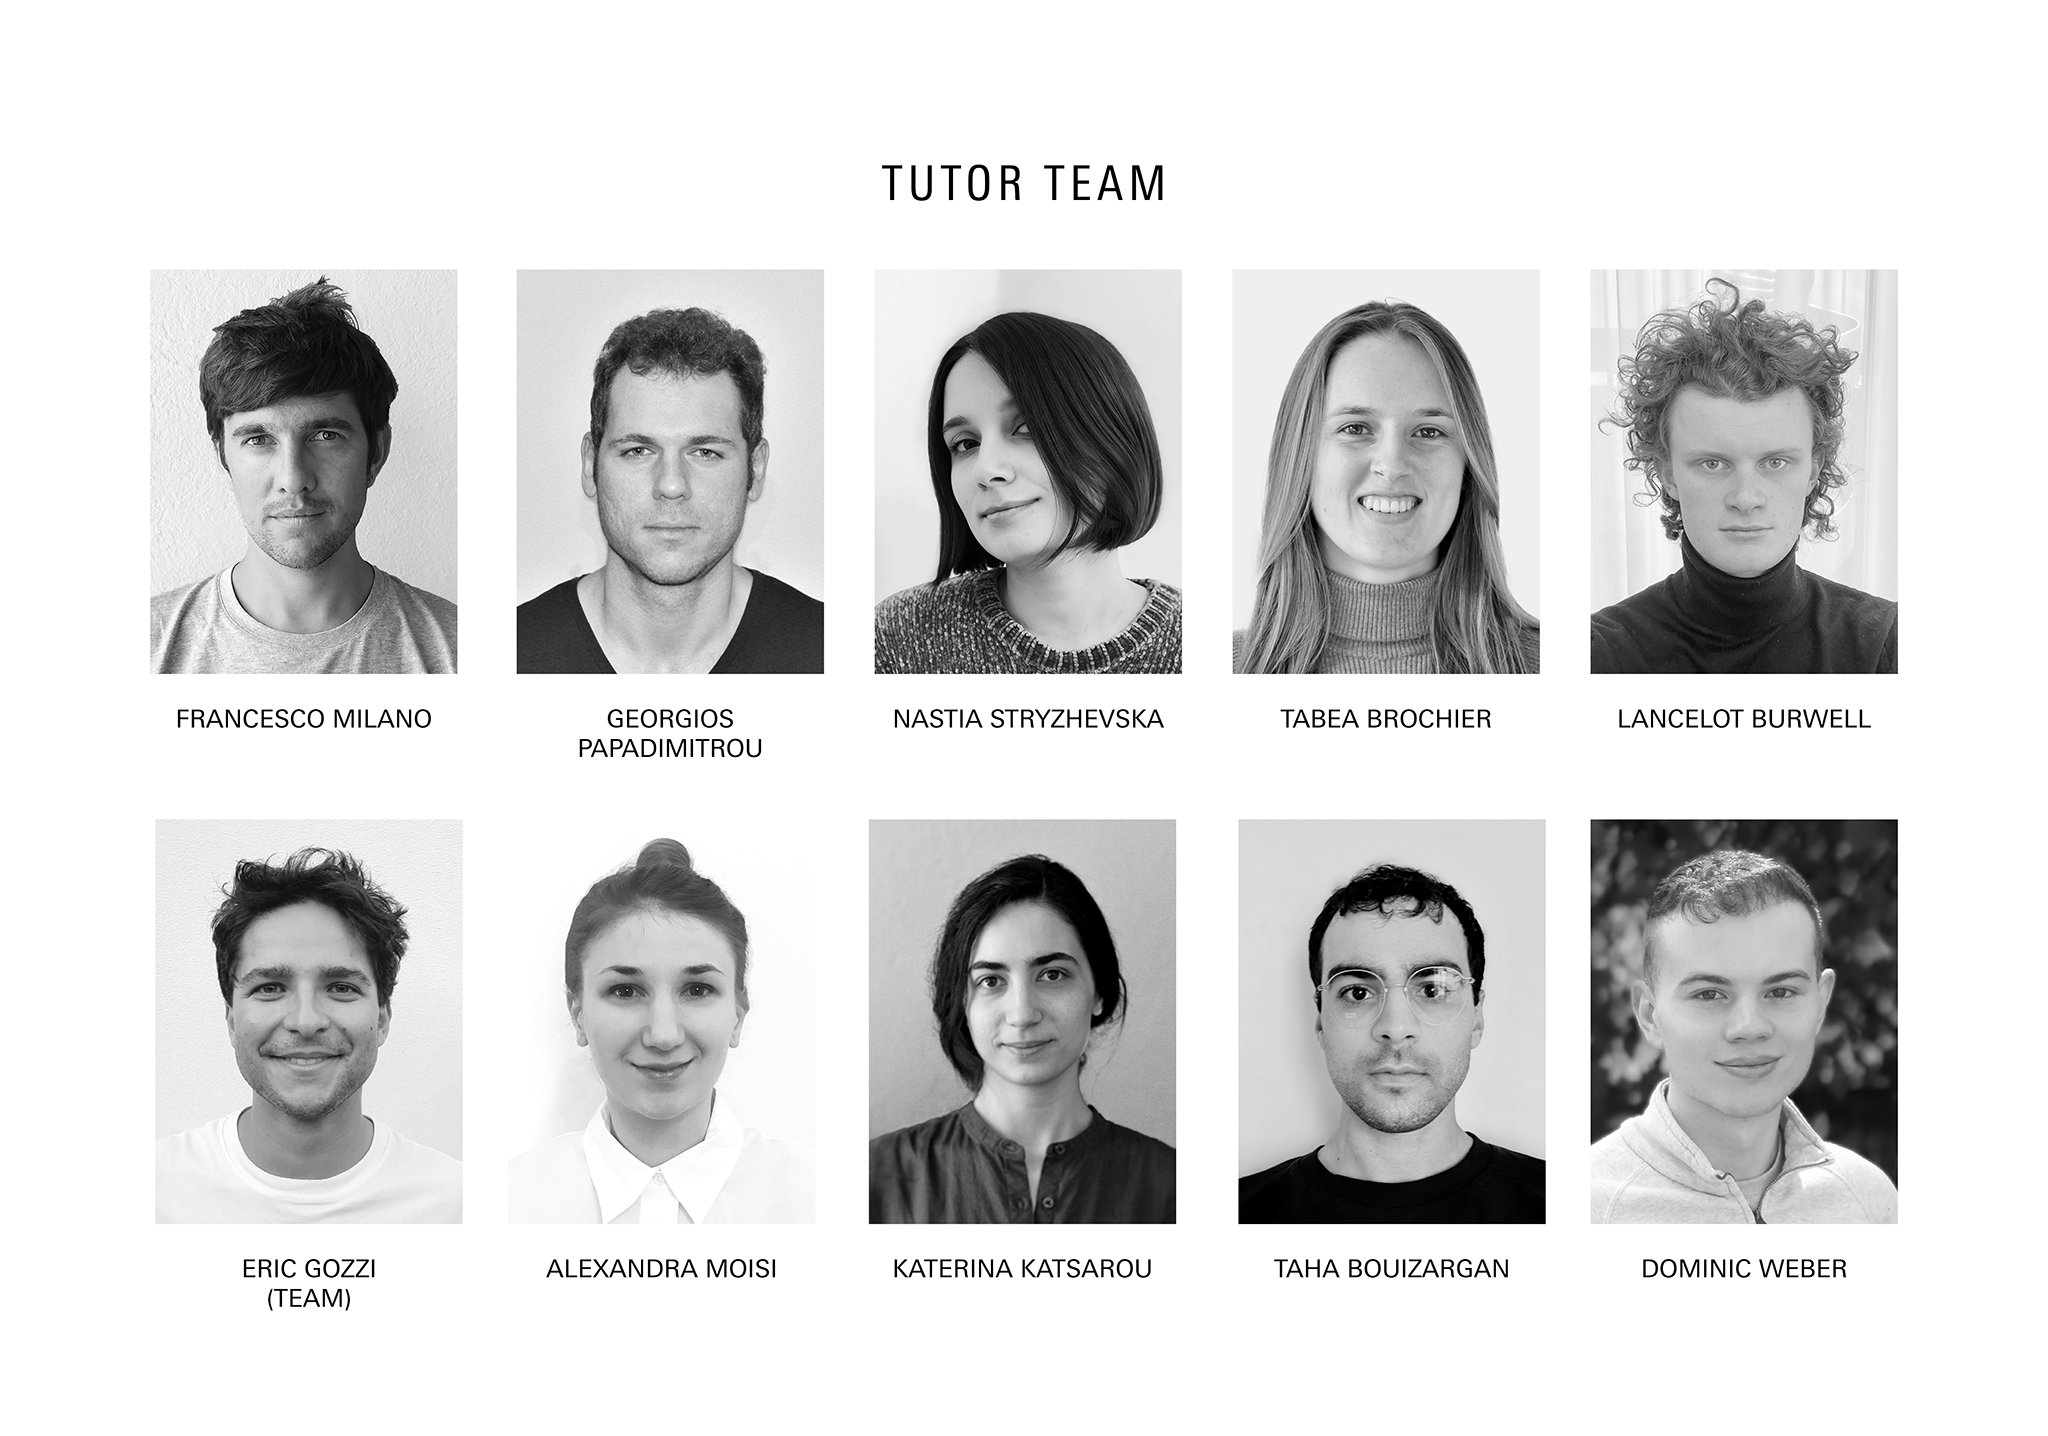 TUTOR TEAM
FRANCESCO MILANO
GEORGIOS
PAPADIMITROU
NASTIA STRYZHEVSKA
TABEA BROCHIER
LANCELOT BURWELL
ERIC GOZZI
(TEAM)
ALEXANDRA MOISI
KATERINA KATSAROU
TAHA BOUIZARGAN
DOMINIC WEBER